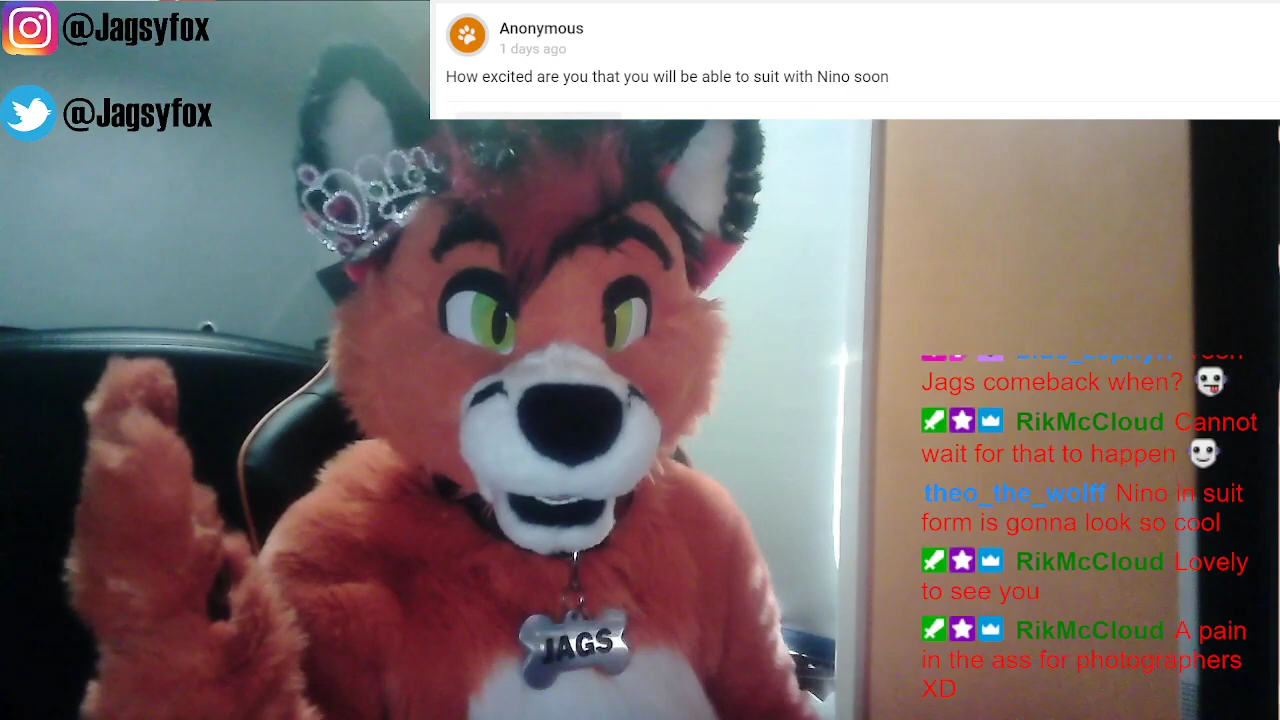 @Jagsyfox
@Jagsyfox
Anonymous
1 days ago
How excited are you that you will be able to suit with Nino soon
JAGS
Jags comeback when?
RikMcCloud Cannot
wait for that to happen
theo_the_wolff Nino in suit
form is gonna look so cool
RikMcCloud Lovely
to see you
RikMcCloud A pain
in the ass for photographers
XD